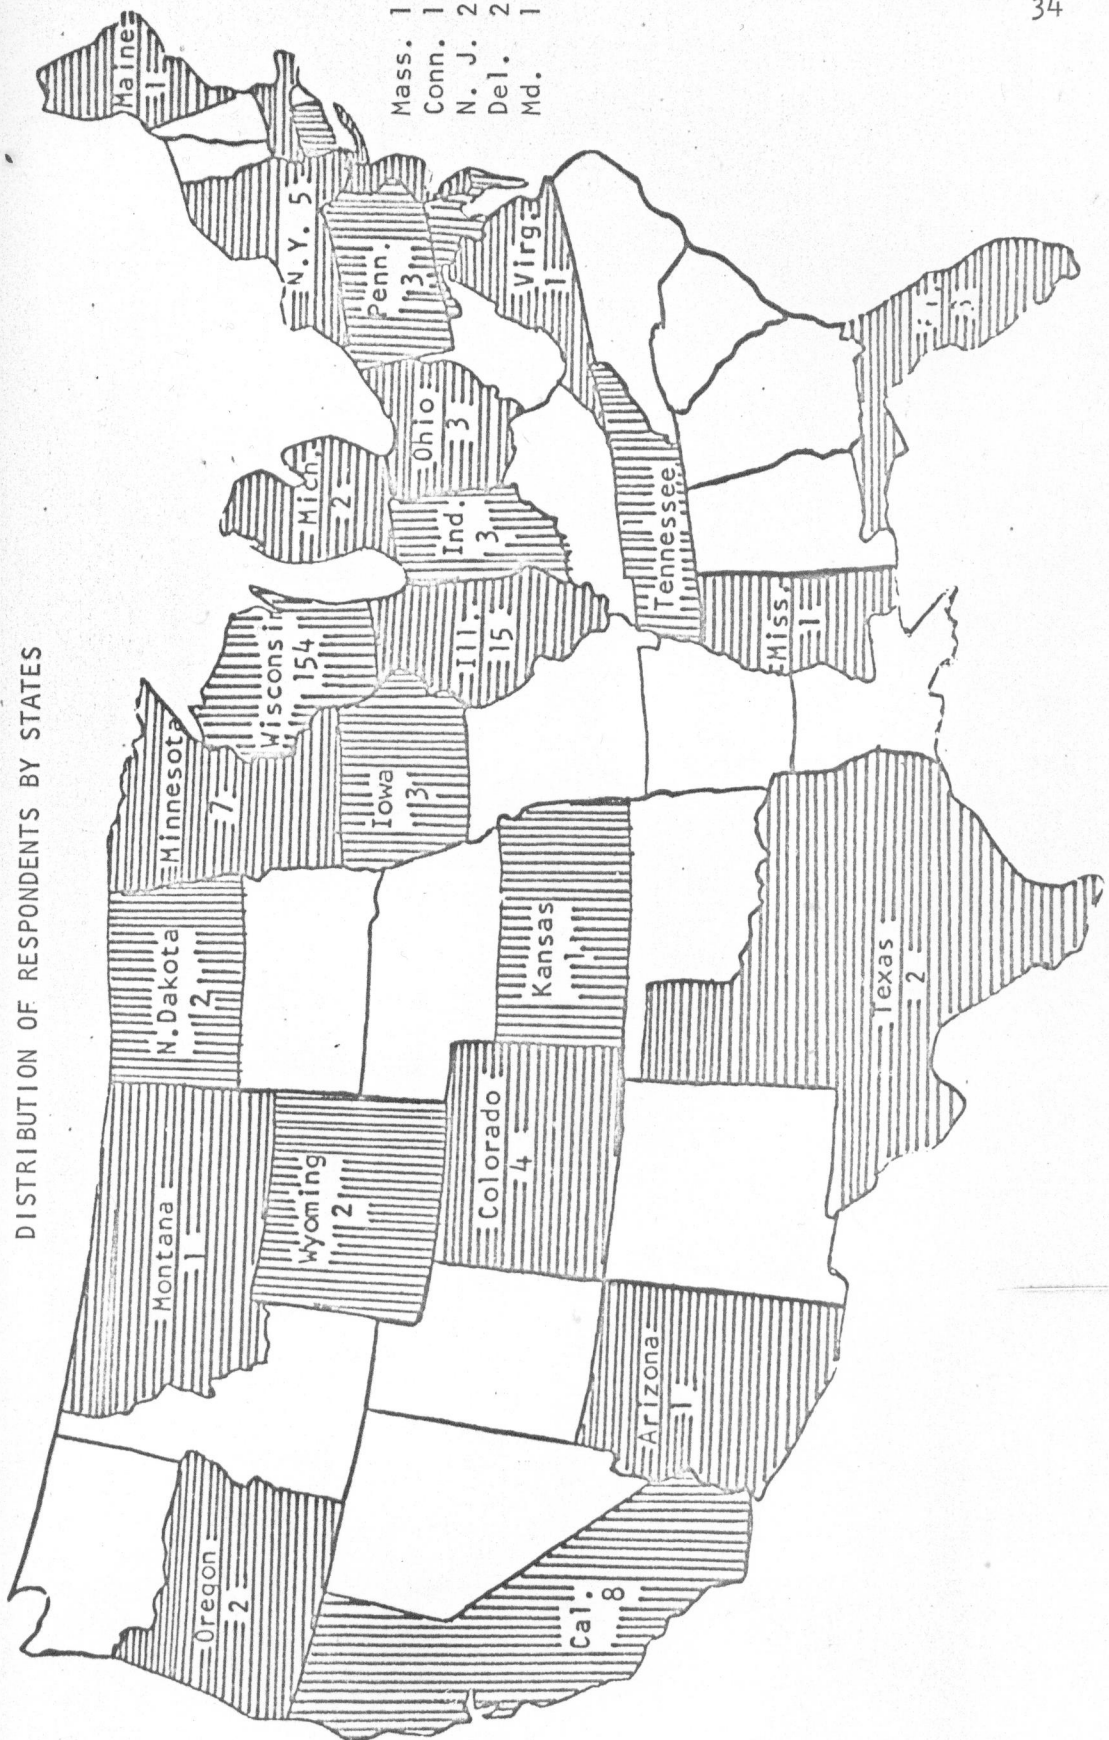 34
DISTRIBUTION OF RESPONDENTS BY STATES
Maine
1
Mass. 1
Conn. 1
N. J. 2
Del. 2
Md. 1
N.Y. 5
Penn.
3
Virg.
1
Ohio
3
Mich.
2
Ind.
3
Tennessee
Wisconsin
154
Ill.
15
Miss.
1
Minnesota
7
Iowa
3
N.Dakota
2
Kansas
1
Texas
2
Montana
1
Wyoming
2
Colorado
4
Arizona
1
Oregon
2
Cal.
8